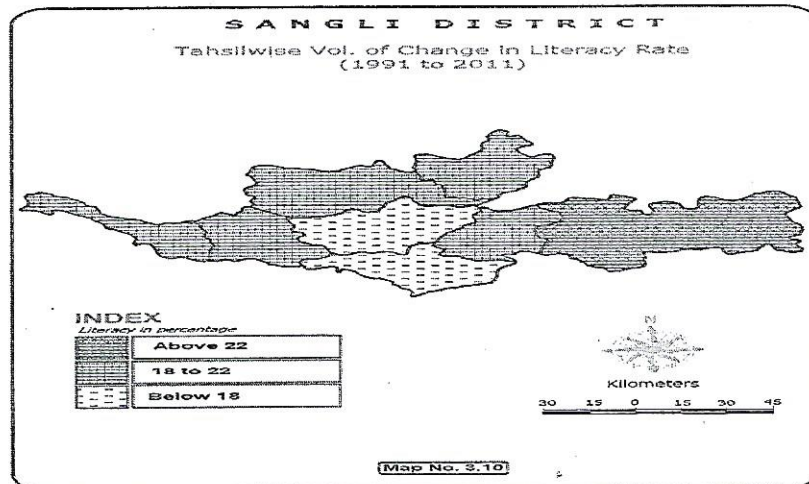 SANGLI DISTRICT
Tahsilwise Vol. of Change in Literacy Rate
(1991 to 2011)
INDEX
Literacy in percentage
Above 22
18 to 22
Below 18
N
Kilometers
30 15 0 15 30 45
Map No. 3.10